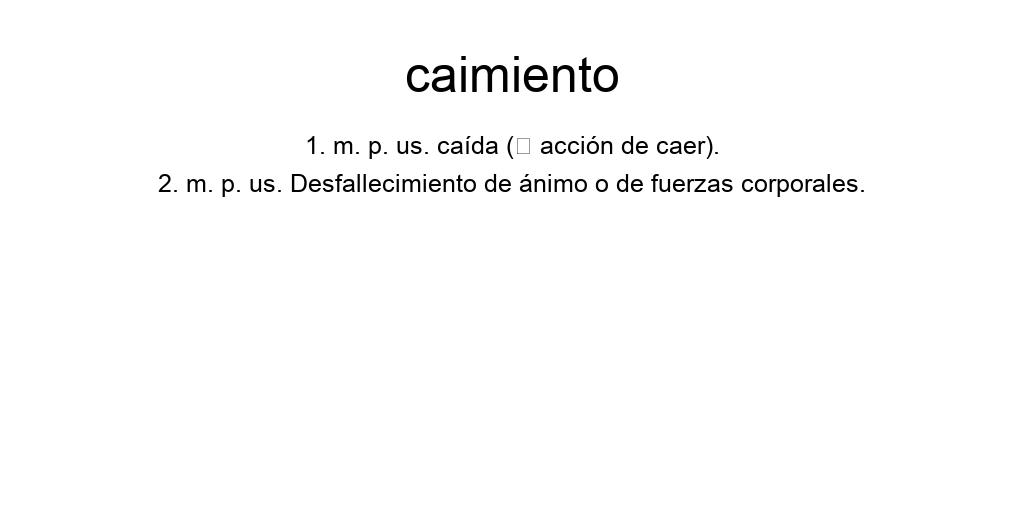 caimiento
1. m. p. us. caída (□ acción de caer).
2. m. p. us. Desfallecimiento de ánimo o de fuerzas corporales.